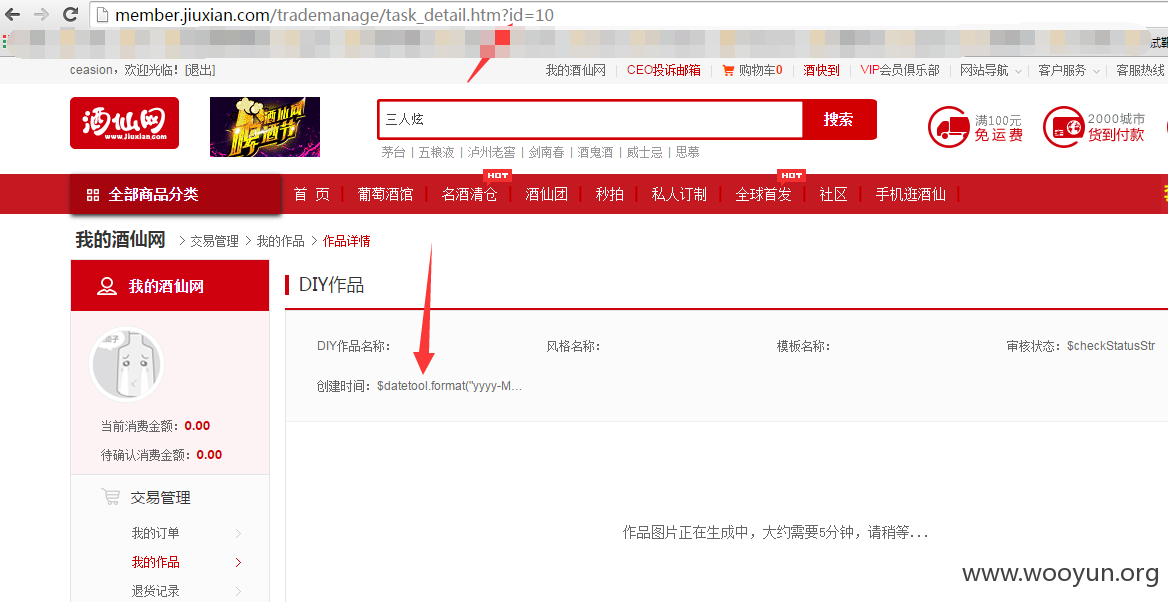 member.jiuxian.com/trademanage/task_detail.htm?id=10
ceasion，欢迎光临！[退出]
我的酒仙网 CEO投诉邮箱 购物车0 酒快到 VIP会员俱乐部 网站导航 客户服务 客服热线
酒仙网
www.Jiuxian.com
酒仙网
啤酒节
三人炫 搜索
茅台 | 五粮液 | 泸州老窖 | 剑南春 | 酒鬼酒 | 威士忌 | 思慕
满100元
免 运 费
2000城市
货到付款
HOT HOT
全部商品分类 首 页 葡萄酒馆 名酒清仓 酒仙团 秒拍 私人订制 全球首发 社区 手机逛酒仙
我的酒仙网 > 交易管理 > 我的作品 > 作品详情
我的酒仙网
DIY作品
DIY作品名称： 风格名称： 模板名称： 审核状态：$checkStatusStr
创建时间：$datetool.format("yyyy-M...
当前消费金额：0.00
待确认消费金额：0.00
交易管理
我的订单
我的作品
退货记录
作品图片正在生成中，大约需要5分钟，请稍等...
www.wooyun.org